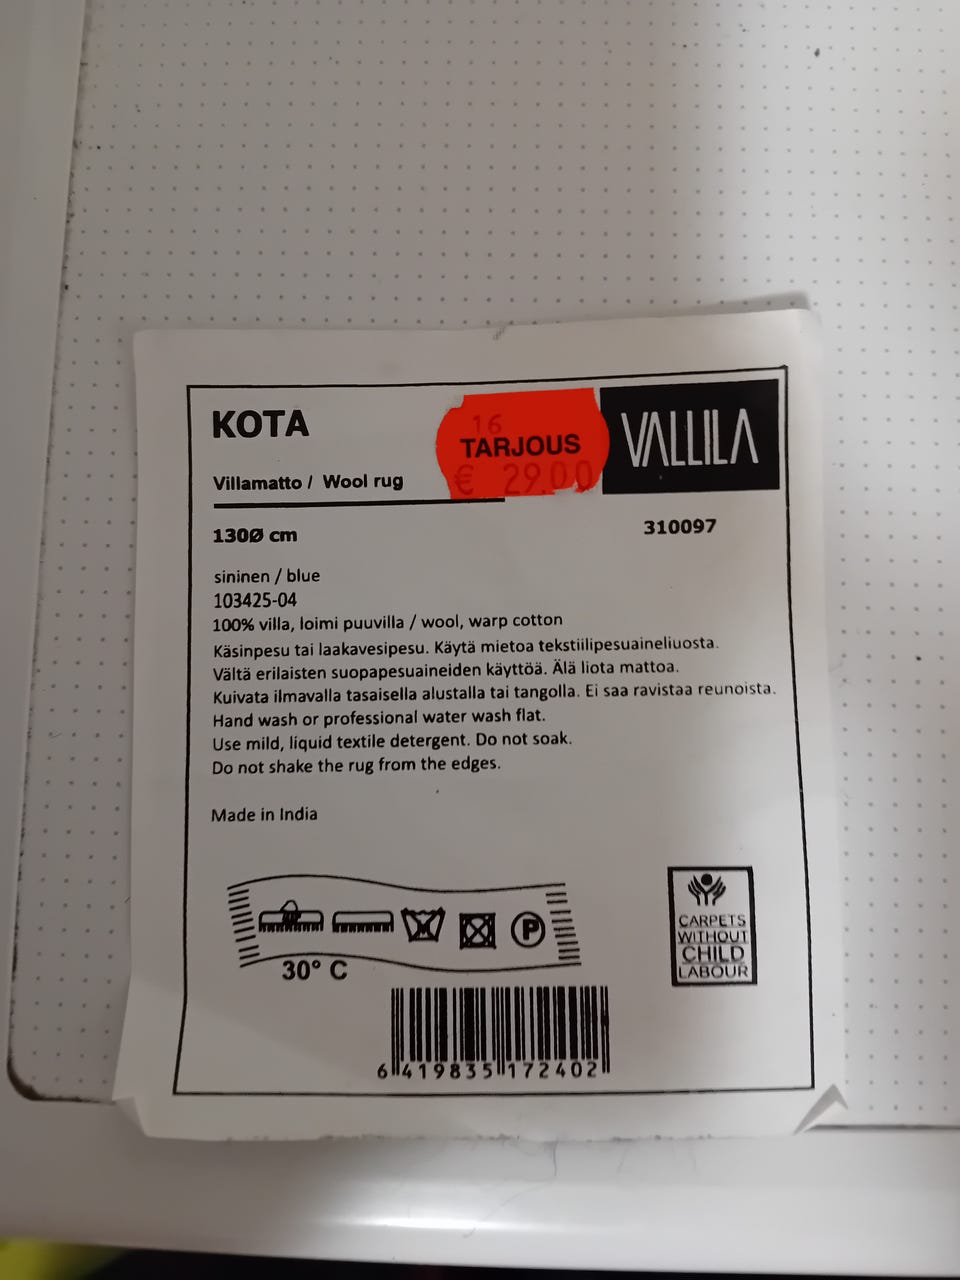 KOTA
16
TARJOUS
€ 29.00
VALLILA
Villamatto / Wool rug
130Ø cm
310097
sininen / blue
103425-04
100% villa, loimi puuvilla / wool, warp cotton
Käsinpesu tai laakavesipesu. Käytä mietoa tekstiilipesuaineliuosta.
Vältä erilaisten suopapesuaineiden käyttöä. Älä liota mattoa.
Kuivata ilmavalla tasaisella alustalla tai tangolla. Ei saa ravistaa reunoista.
Hand wash or professional water wash flat.
Use mild, liquid textile detergent. Do not soak.
Do not shake the rug from the edges.
Made in India
P
30° C
CARPETS
WITHOUT
CHILD
LABOUR
6 419835 172402